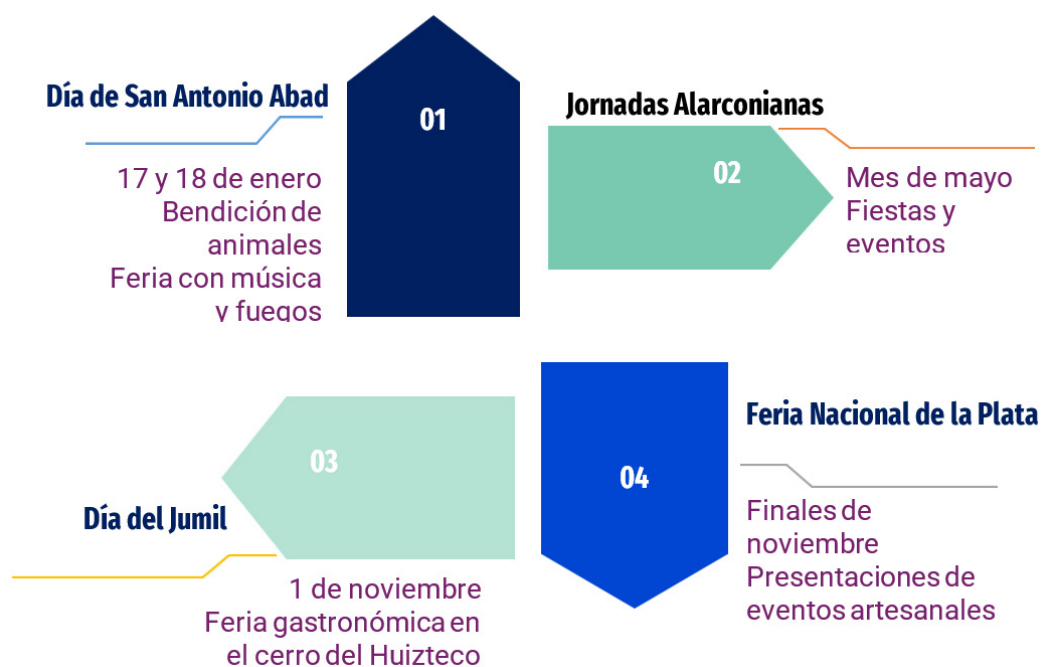 Día de San Antonio Abad
01
17 y 18 de enero
Bendición de
animales
Feria con música
y fuegos
Jornadas Alarconianas
02
Mes de mayo
Fiestas y
eventos
03
Día del Jumil
1 de noviembre
Feria gastronómica en
el cerro del Huizteco
04
Feria Nacional de la Plata
Finales de
noviembre
Presentaciones de
eventos artesanales